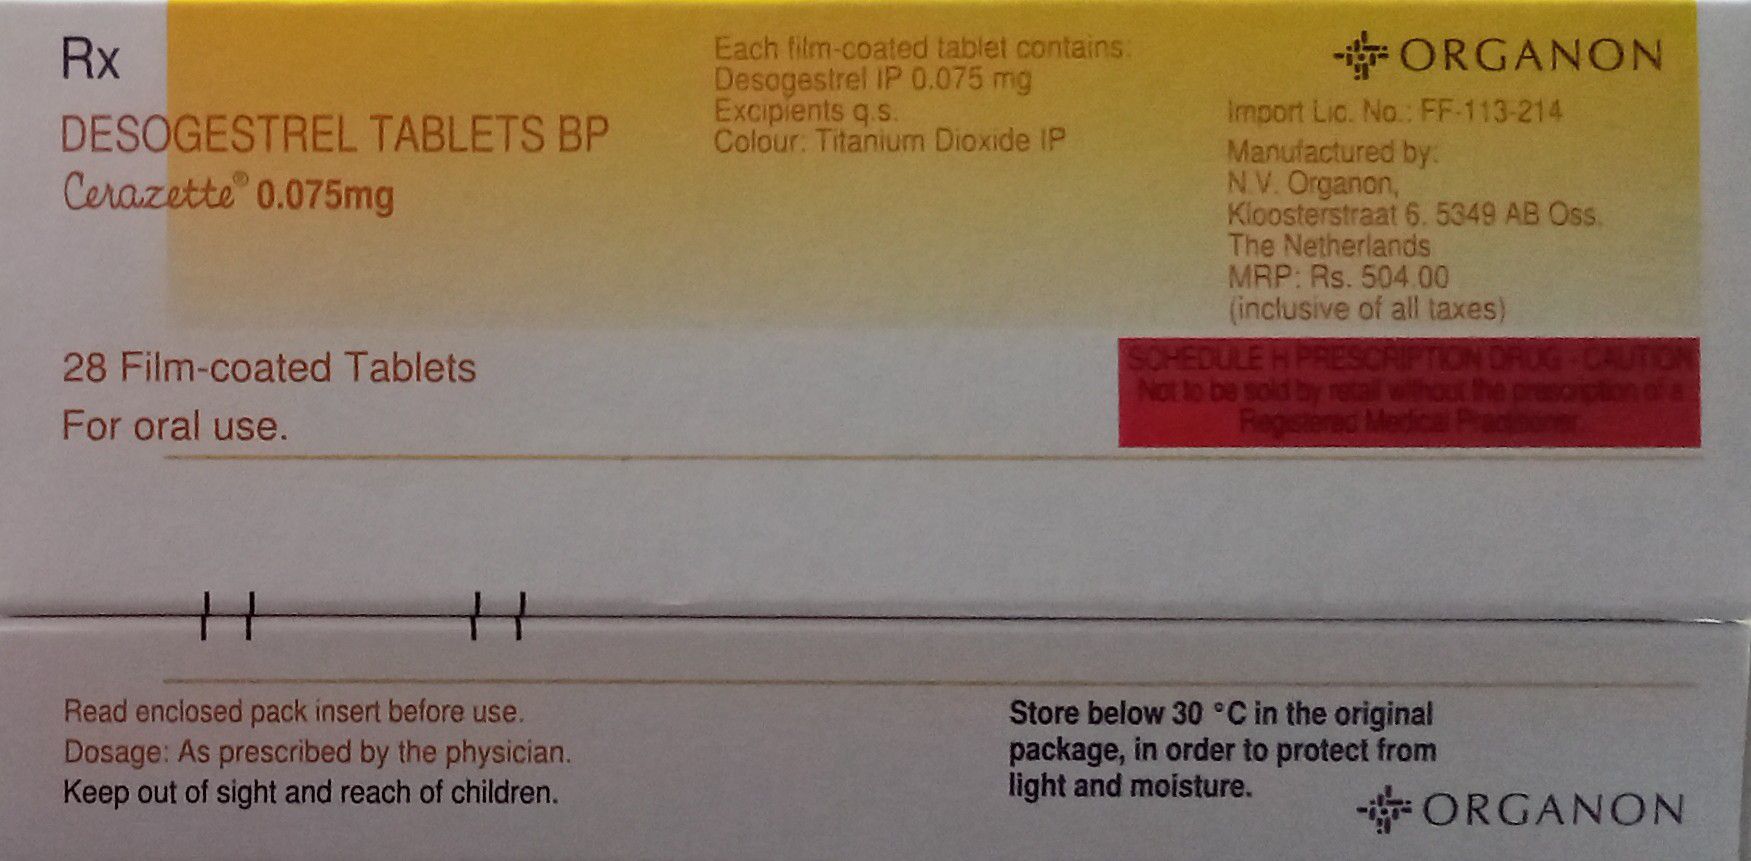 Rx
DESOGESTREL TABLETS BP
Cerazette® 0.075mg
28 Film-coated Tablets
For oral use.
Each film-coated tablet contains:
Desogestrel IP 0.075 mg
Excipients q.s.
Colour: Titanium Dioxide IP
ORGANON
Import Lic. No.: FF-113-214
Manufactured by:
N.V. Organon,
Kloosterstraat 6. 5349 AB Oss.
The Netherlands
MRP: Rs. 504.00
(inclusive of all taxes)
SCHEDULE H PRESCRIPTION DRUG - CAUTION
Not to be sold by retail without the prescription of a
Registered Medical Practitioner.
Read enclosed pack insert before use.
Dosage: As prescribed by the physician.
Keep out of sight and reach of children.
Store below 30 °C in the original
package, in order to protect from
light and moisture.
ORGANON